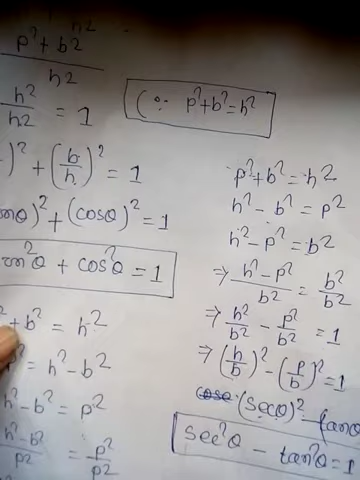 p²+b²
h²
h²
h²/h² = 1
(∵ p²+b²=h²)
)² + (b/h)² = 1
)² + (cosθ)² = 1
θ + cos²θ = 1
+ b² = h²
= h² - b²
h² - b² = p²
h² - b²/p² = p²/p²
p² + b² = h²
h² - b² = p²
h² - p² = b²
⇒ h² - p²/b² = b²/b²
⇒ h²/b² - p²/b² = 1
⇒ (h/b)² - (p/b)² = 1
(secθ)² - (tanθ
sec²θ - tan²θ = 1